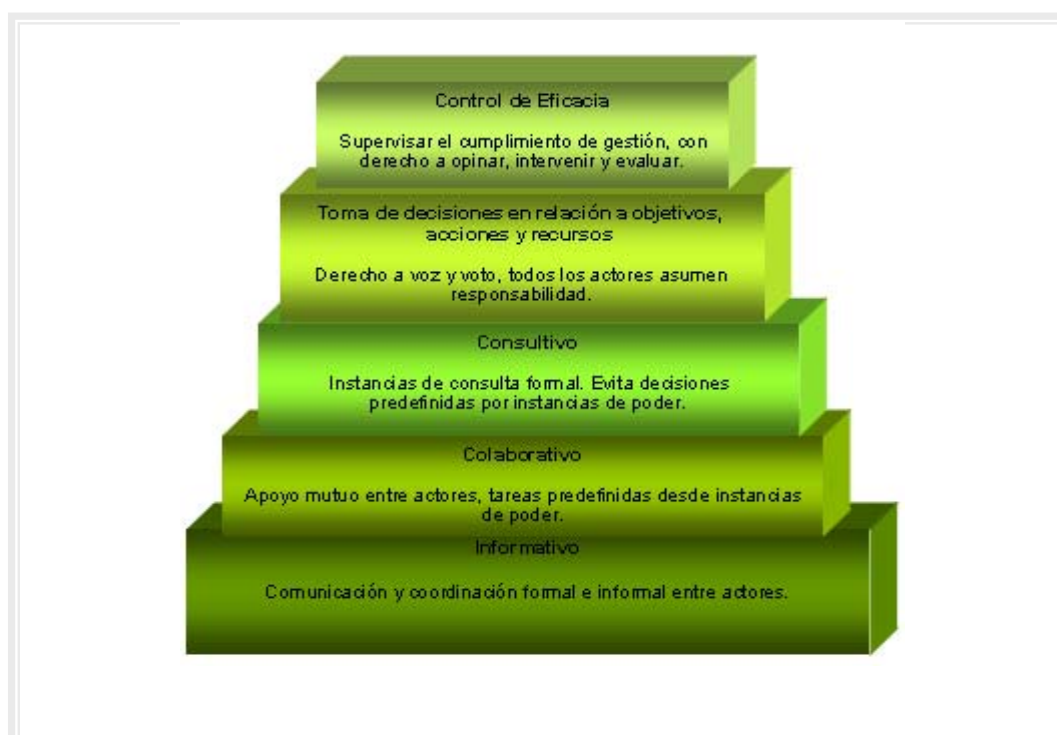 Control de Eficacia
Supervisar el cumplimiento de gestión, con
derecho a opinar, intervenir y evaluar.
Toma de decisiones en relación a objetivos,
acciones y recursos
Derecho a voz y voto, todos los actores asumen
responsabilidad.
Consultivo
Instancias de consulta formal. Evita decisiones
predefinidas por instancias de poder.
Colaborativo
Apoyo mutuo entre actores, tareas predefinidas desde instancias
de poder.
Informativo
Comunicación y coordinación formal e informal entre actores.